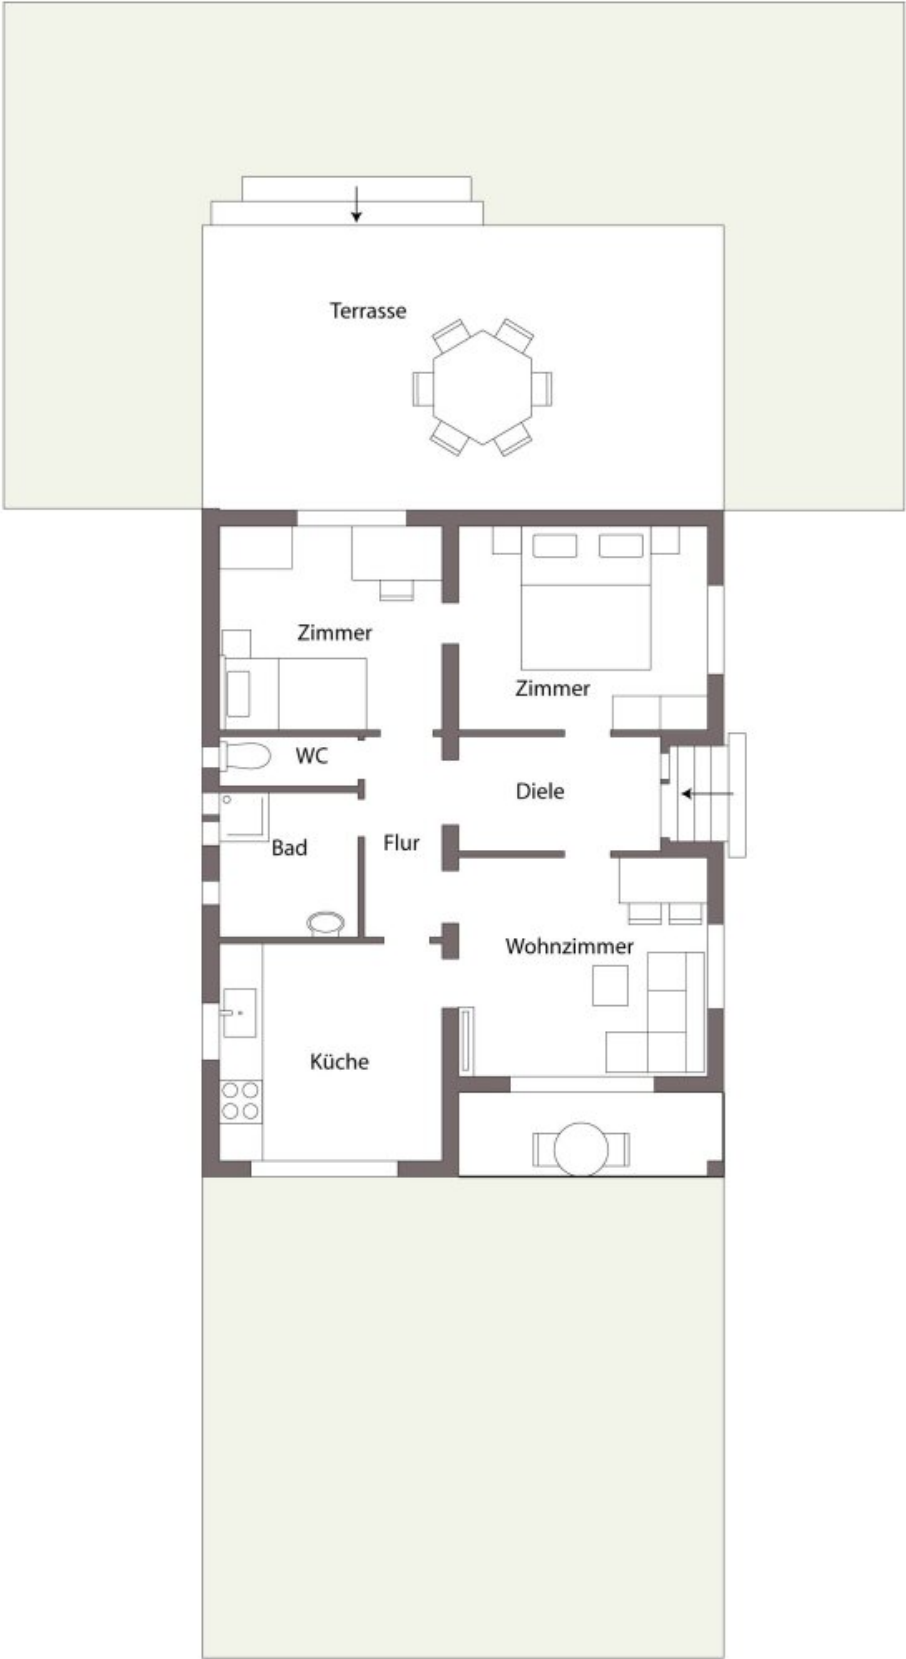 Terrasse
Zimmer
Zimmer
WC
Diele
Bad
Flur
Wohnzimmer
Küche